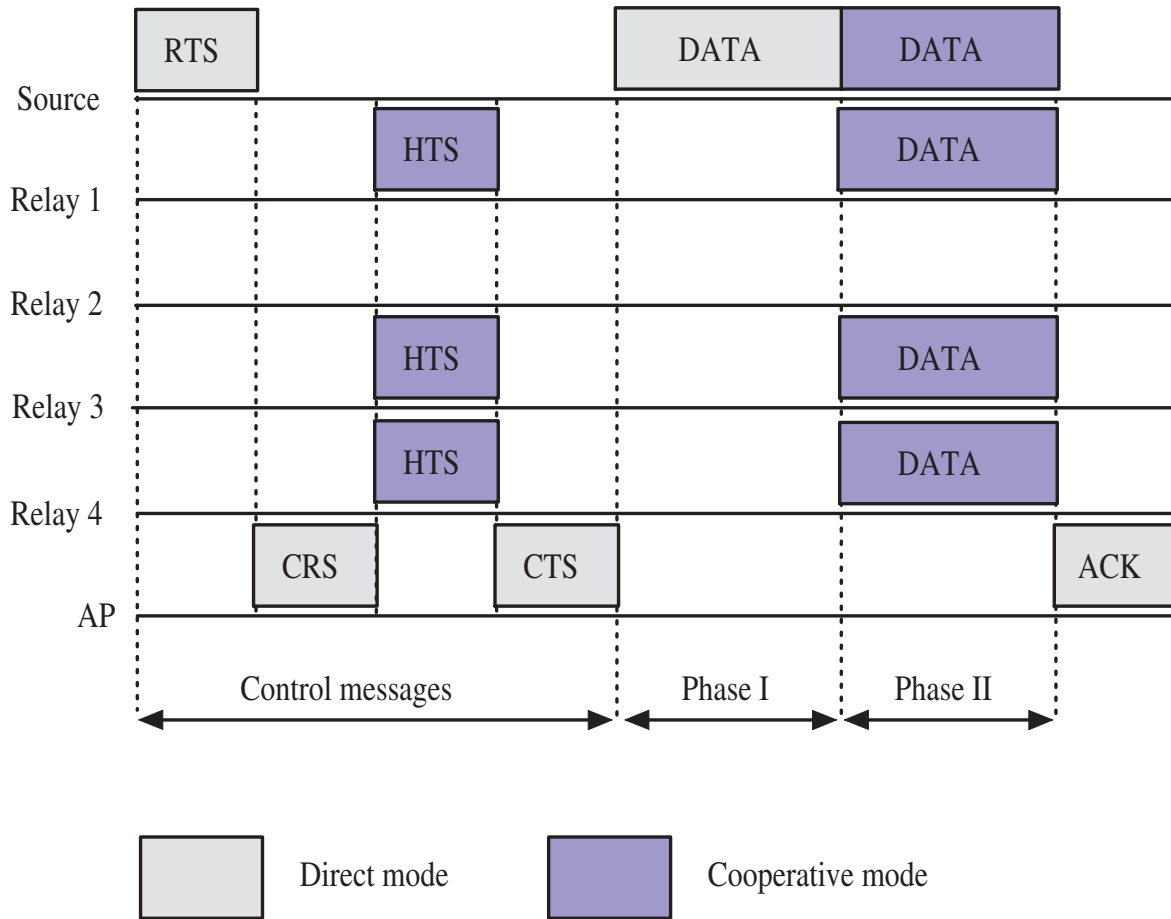 RTS
DATA
DATA
Source
HTS
DATA
Relay 1
Relay 2
HTS
DATA
Relay 3
HTS
DATA
Relay 4
CRS
CTS
ACK
AP
Control messages
Phase I
Phase II
Direct mode
Cooperative mode